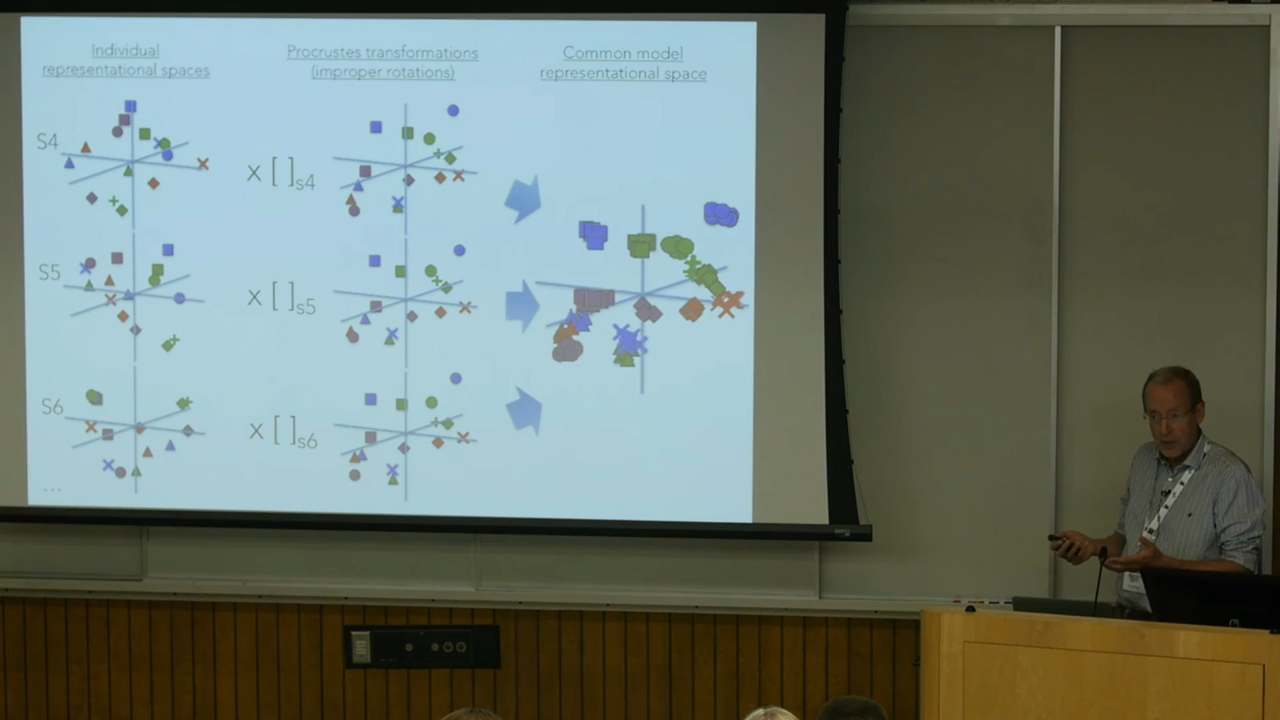 Individual
representational spaces
Procrustes transformations
(improper rotations)
Common model
representational space
S4
x [ ]s4
S5
x [ ]s5
S6
x [ ]s6
...